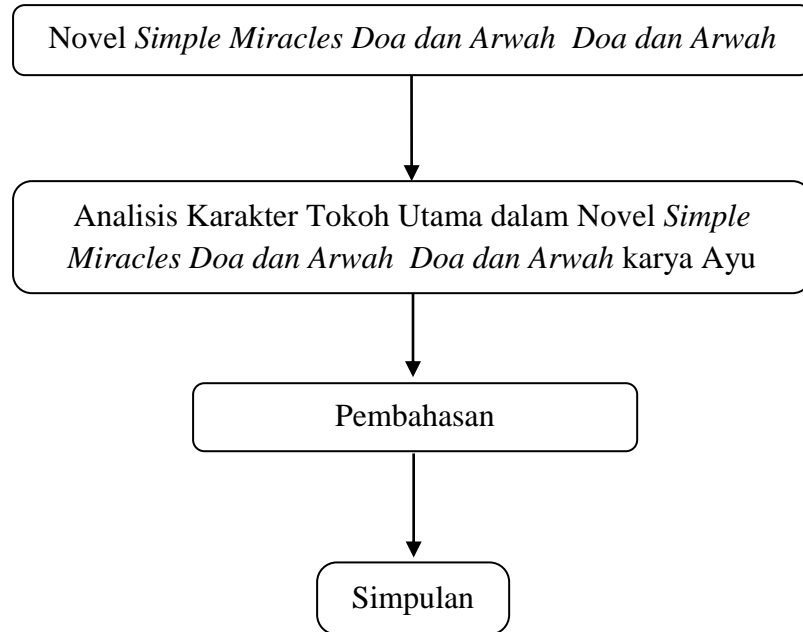 Novel Simple Miracles Doa dan Arwah Doa dan Arwah
Analisis Karakter Tokoh Utama dalam Novel Simple
Miracles Doa dan Arwah Doa dan Arwah karya Ayu
Pembahasan
Simpulan